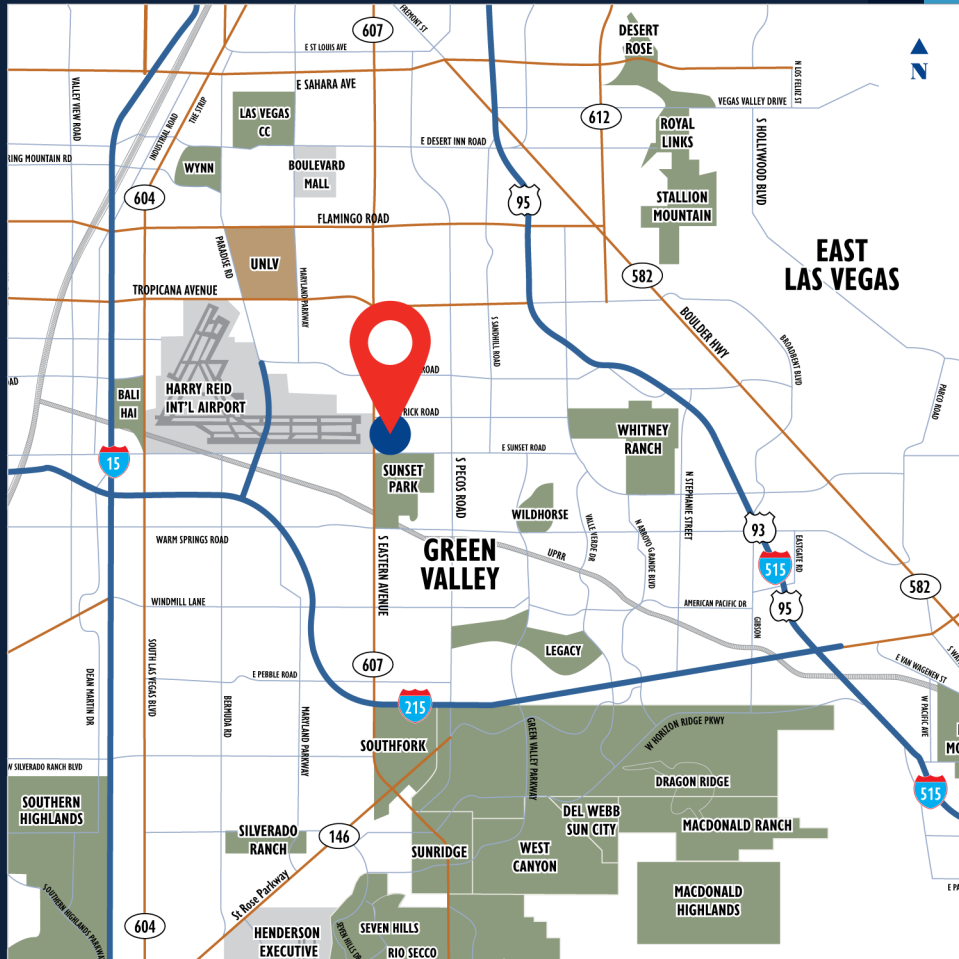 607
FREMONT ST
E ST LOUIS AVE
DESERT
ROSE
N
VALLEY VIEW ROAD
E SAHARA AVE
N LOS FELIZ ST
INDUSTRIAL ROAD
THE STRIP
LAS VEGAS
CC
VEGAS VALLEY DRIVE
612
ROYAL
LINKS
S HOLLYWOOD BLVD
E DESERT INN ROAD
RING MOUNTAIN RD
WYNN
BOULEVARD
MALL
604
95
STALLION
MOUNTAIN
FLAMINGO ROAD
PARADISE RD
UNLV
MARYLAND PARKWAY
EAST
LAS VEGAS
582
TROPICANA AVENUE
BOULDER HWY
S SANDHILL ROAD
BROADBENT BLVD
ROAD
AD
BALI
HAI
HARRY REID
INT'L AIRPORT
PABCO ROAD
RICK ROAD
WHITNEY
RANCH
E SUNSET ROAD
15
SUNSET
PARK
S PECOS ROAD
N STEPHANIE STREET
WILDHORSE
VALLE VERDE DR
N ARROYO GRANDE BLVD
93
WARM SPRINGS ROAD
S EASTERN AVENUE
GREEN
VALLEY
UPRR
515
EASTGATE RD
582
WINDMILL LANE
AMERICAN PACIFIC DR
95
GIBSON
SOUTH LAS VEGAS BLVD
DEAN MARTIN DR
607
LEGACY
E PEBBLE ROAD
E VAN WAGENEN ST
S WA
BERMUDA RD
MARYLAND PARKWAY
215
W PACIFIC AVE
SOUTHFORK
GREEN VALLEY PARKWAY
W HORIZON RIDGE PKWY
MO
W SILVERADO RANCH BLVD
DRAGON RIDGE
515
SOUTHERN
HIGHLANDS
DEL WEBB
SUN CITY
MACDONALD RANCH
SILVERADO
RANCH
146
SUNRIDGE
WEST
CANYON
St Rose Parkway
MACDONALD
HIGHLANDS
E PA
SOUTHERN HIGHLANDS PARKWA
604
HENDERSON
EXECUTIVE
SEVEN HILLS DR
SEVEN HILLS
RIO SECCO